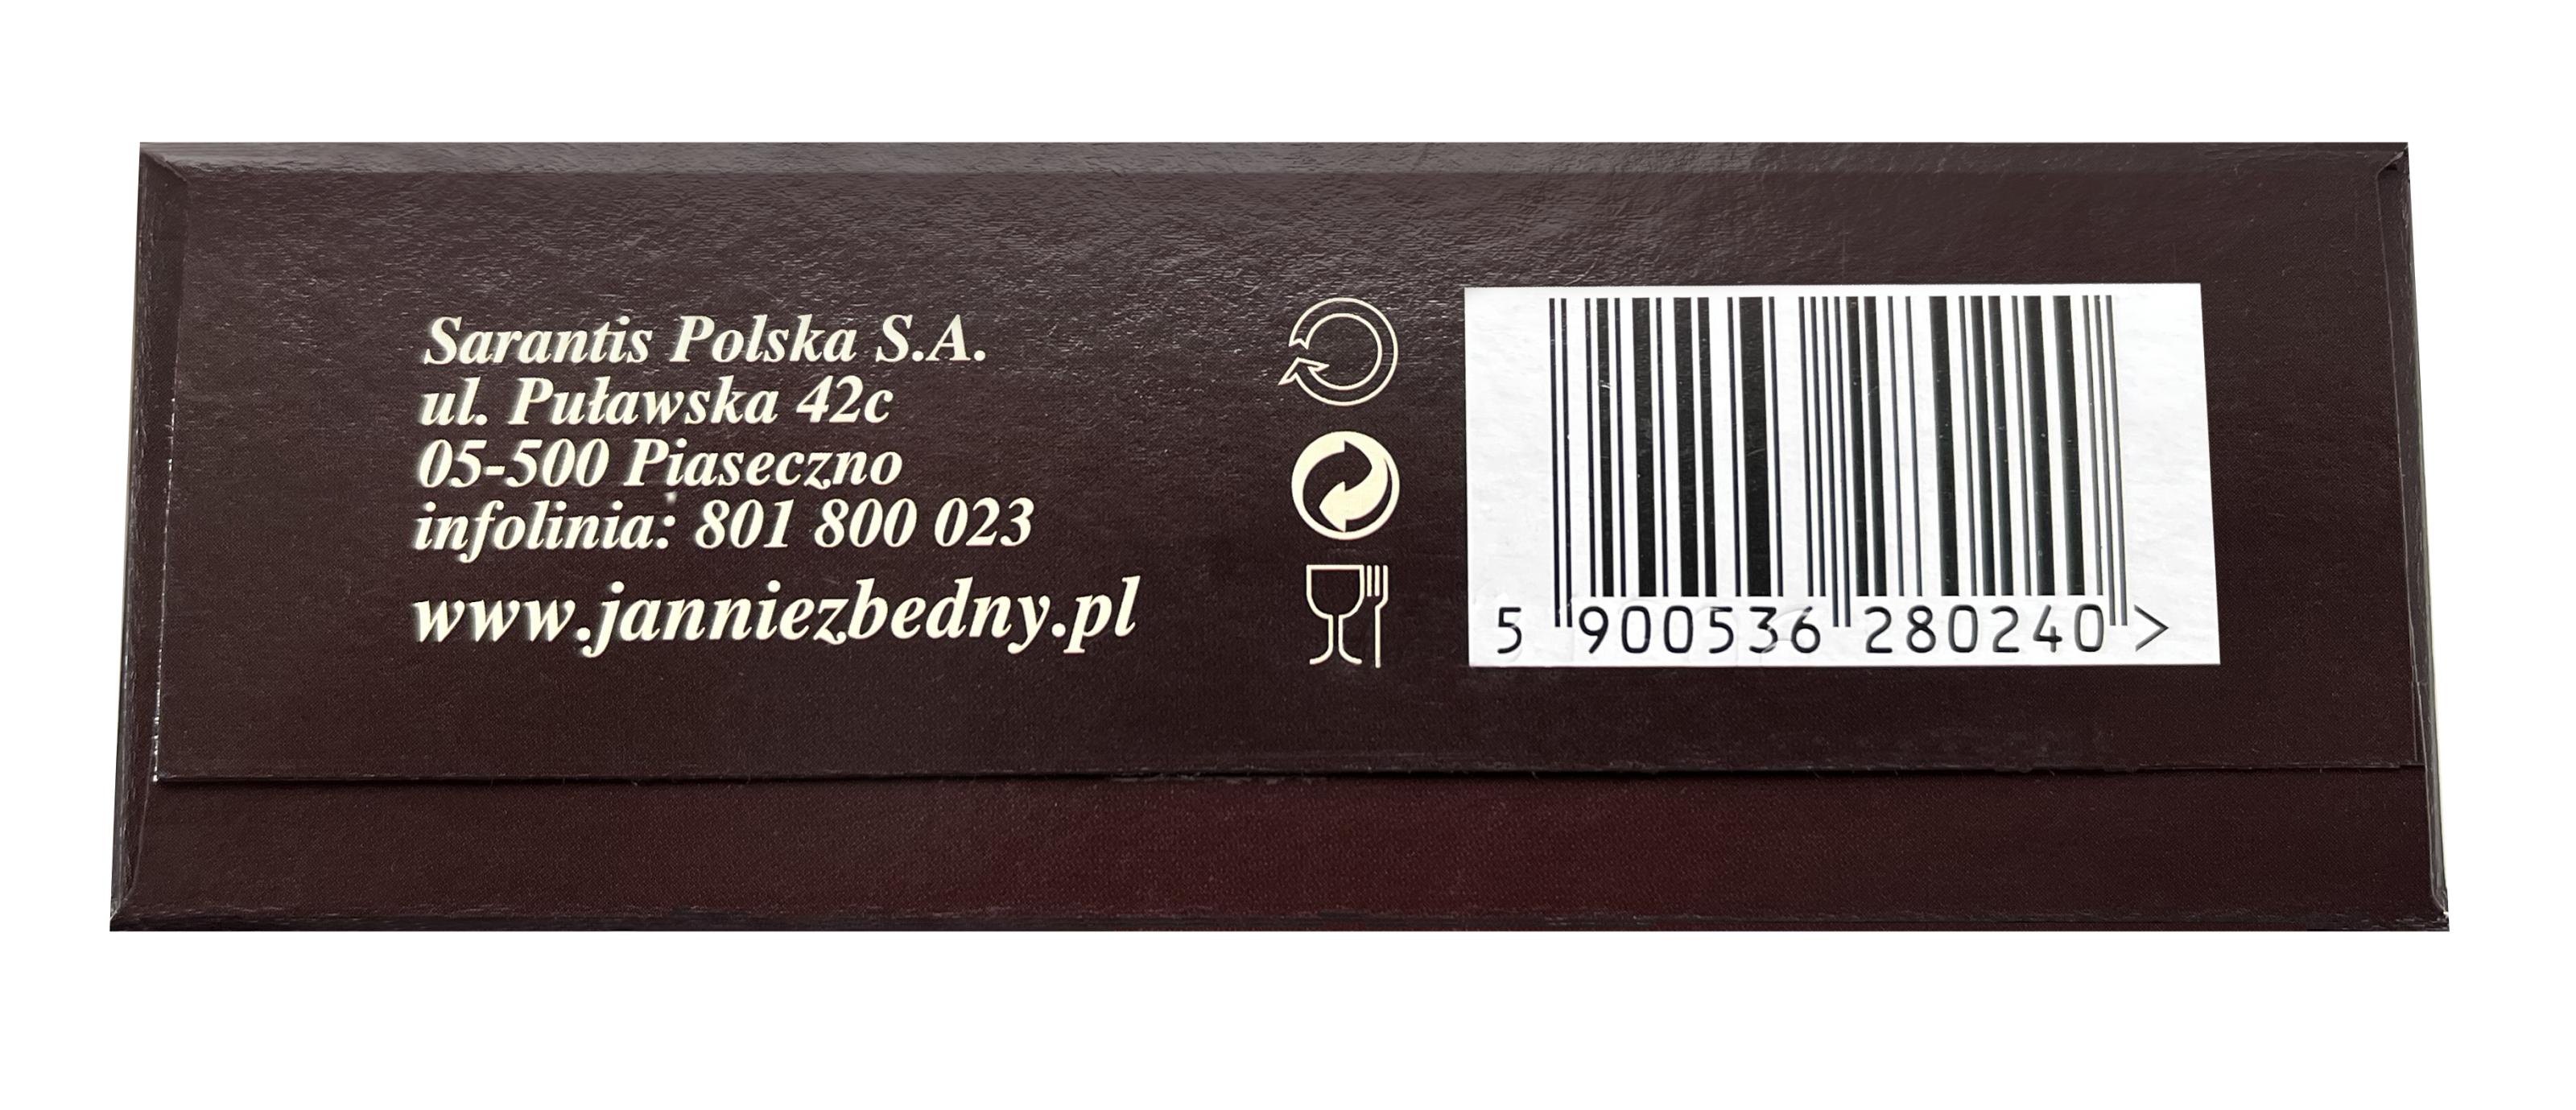 Sarantis Polska S.A.
ul. Puławska 42c
05-500 Piaseczno
infolinia: 801 800 023
www.janniezbedny.pl
5 900536 280240 >